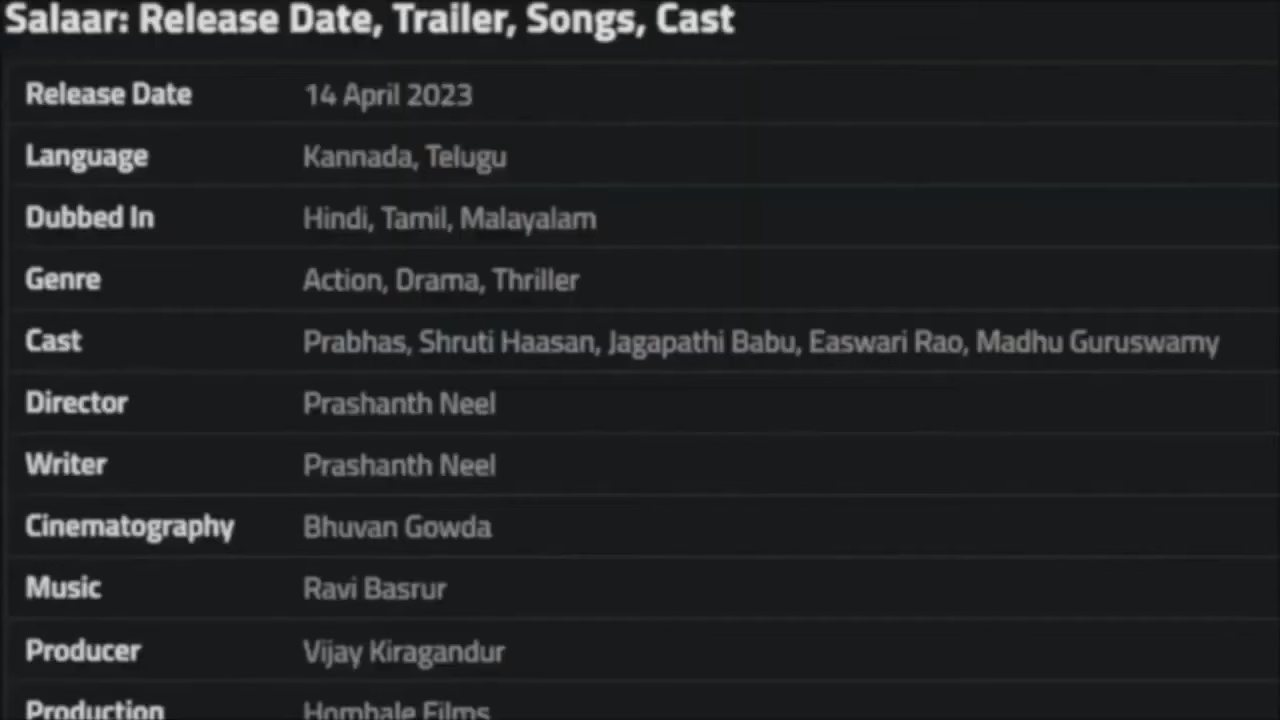 Salaar: Release Date, Trailer, Songs, Cast
Release Date 14 April 2023
Language Kannada, Telugu
Dubbed In Hindi, Tamil, Malayalam
Genre Action, Drama, Thriller
Cast Prabhas, Shruti Haasan, Jagapathi Babu, Easwari Rao, Madhu Guruswamy
Director Prashanth Neel
Writer Prashanth Neel
Cinematography Bhuvan Gowda
Music Ravi Basrur
Producer Vijay Kiragandur
Production Hombale Films